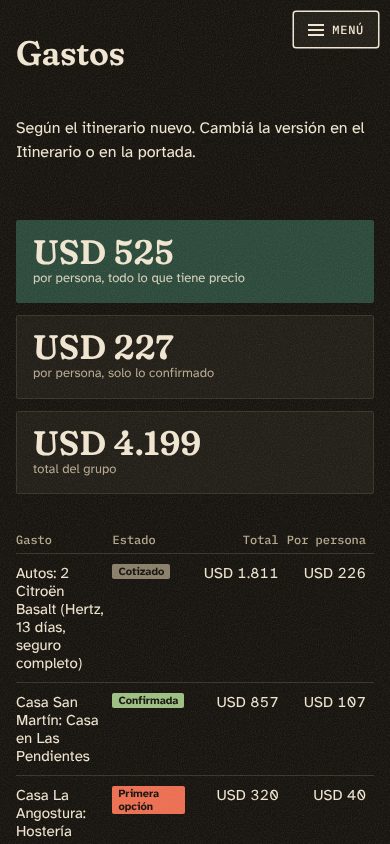 MENÚ
Gastos
Según el itinerario nuevo. Cambiá la versión en el
Itinerario o en la portada.
USD 525
por persona, todo lo que tiene precio
USD 227
por persona, solo lo confirmado
USD 4.199
total del grupo
Gasto Estado Total Por persona
Autos: 2 Cotizado USD 1.811 USD 226
Citroën
Basalt (Hertz,
13 días,
seguro
completo)
Casa San Confirmada USD 857 USD 107
Martín: Casa
en Las
Pendientes
Casa La Primera USD 320 USD 40
Angostura: opción
Hostería